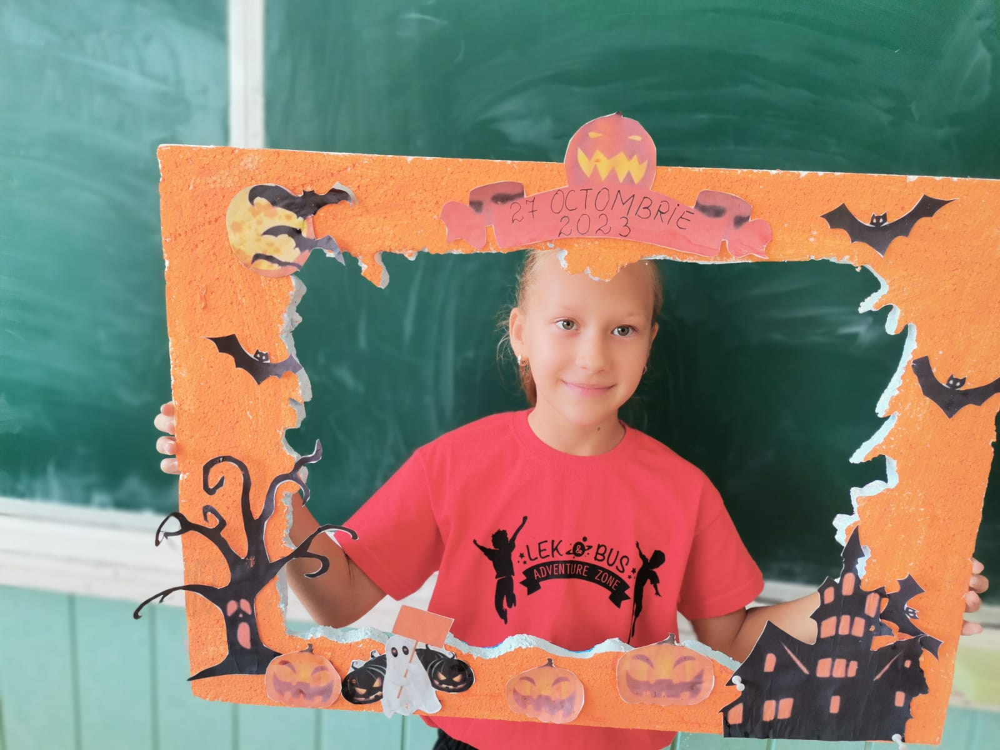 27 OCTOMBRIE
2023
LEK & BUS
ADVENTURE ZONE